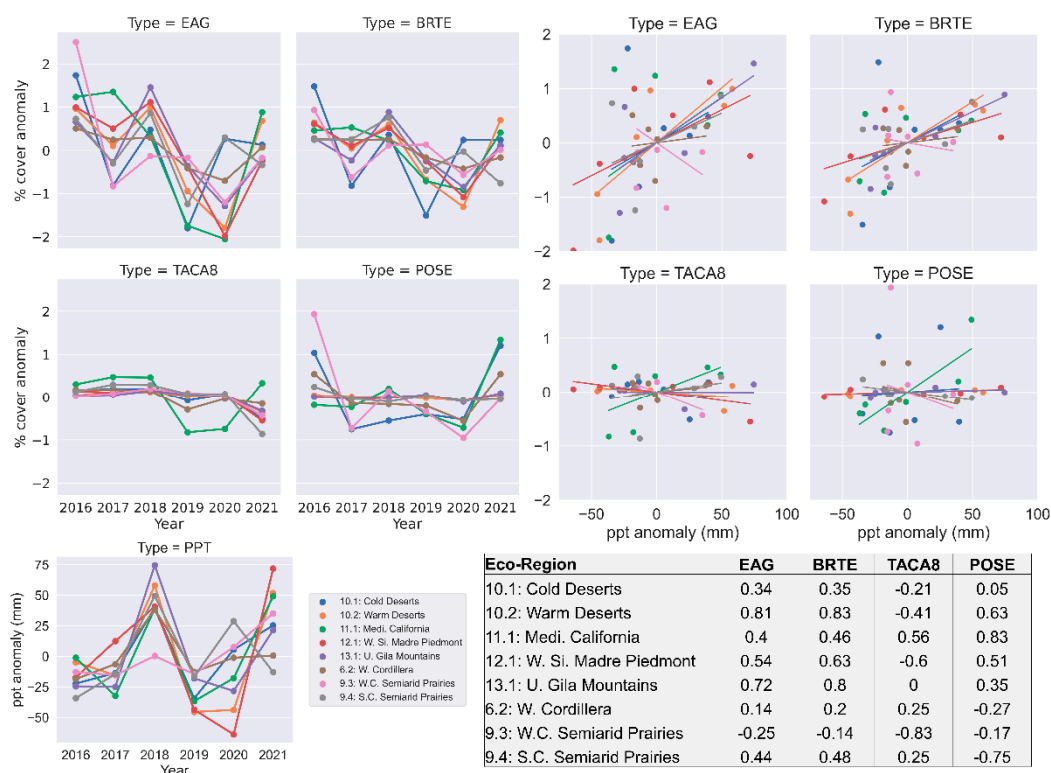 Type = EAG
Type = BRTE
% cover anomaly
2
1
0
−1
−2
Type = TACA8
Type = POSE
% cover anomaly
2
1
0
−1
−2
2016 2017 2018 2019 2020 2021
Year
2016 2017 2018 2019 2020 2021
Year
Type = EAG
Type = BRTE
2
1
0
−1
−2
Type = TACA8
Type = POSE
2
1
0
−1
−2
−50 0 50
ppt anomaly (mm)
−50 0 50 100
ppt anomaly (mm)
Type = PPT
ppt anomaly (mm)
75
50
25
0
−25
−50
2016 2017 2018 2019 2020 2021
10.1: Cold Deserts
10.2: Warm Deserts
11.1: Medi. California
12.1: W. Si. Madre Piedmont
13.1: U. Gila Mountains
6.2: W. Cordillera
9.3: W.C. Semiarid Prairies
9.4: S.C. Semiarid Prairies
Eco-Region EAG BRTE TACA8 POSE
10.1: Cold Deserts 0.34 0.35 -0.21 0.05
10.2: Warm Deserts 0.81 0.83 -0.41 0.63
11.1: Medi. California 0.4 0.46 0.56 0.83
12.1: W. Si. Madre Piedmont 0.54 0.63 -0.6 0.51
13.1: U. Gila Mountains 0.72 0.8 0 0.35
6.2: W. Cordillera 0.14 0.2 0.25 -0.27
9.3: W.C. Semiarid Prairies -0.25 -0.14 -0.83 -0.17
9.4: S.C. Semiarid Prairies 0.44 0.48 0.25 -0.75